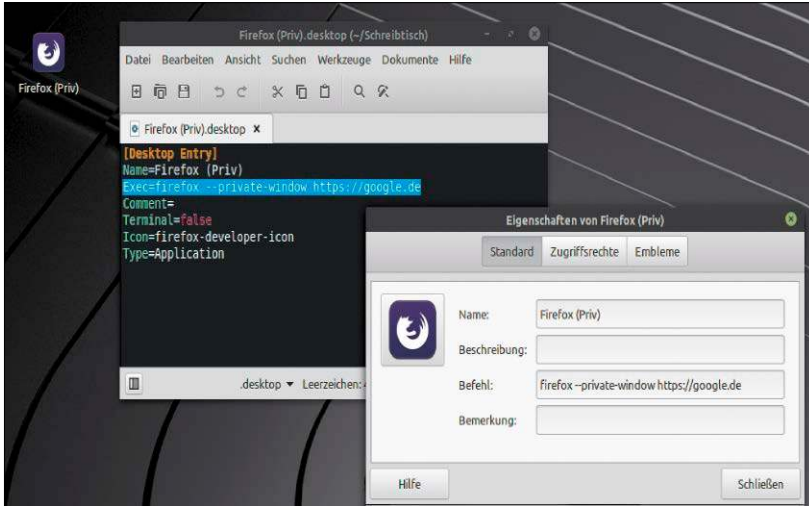 Firefox (Priv)
Firefox (Priv).desktop (~/Schreibtisch)
Datei Bearbeiten Ansicht Suchen Werkzeuge Dokumente Hilfe
Firefox (Priv).desktop
[Desktop Entry]
Name=Firefox (Priv)
Exec=firefox --private-window https://google.de
Comment=
Terminal=false
Icon=firefox-developer-icon
Type=Application
.desktop Leerzeichen:
Eigenschaften von Firefox (Priv)
Standard Zugriffsrechte Embleme
Name: Firefox (Priv)
Beschreibung:
Befehl: firefox --private-window https://google.de
Bemerkung:
Hilfe Schließen